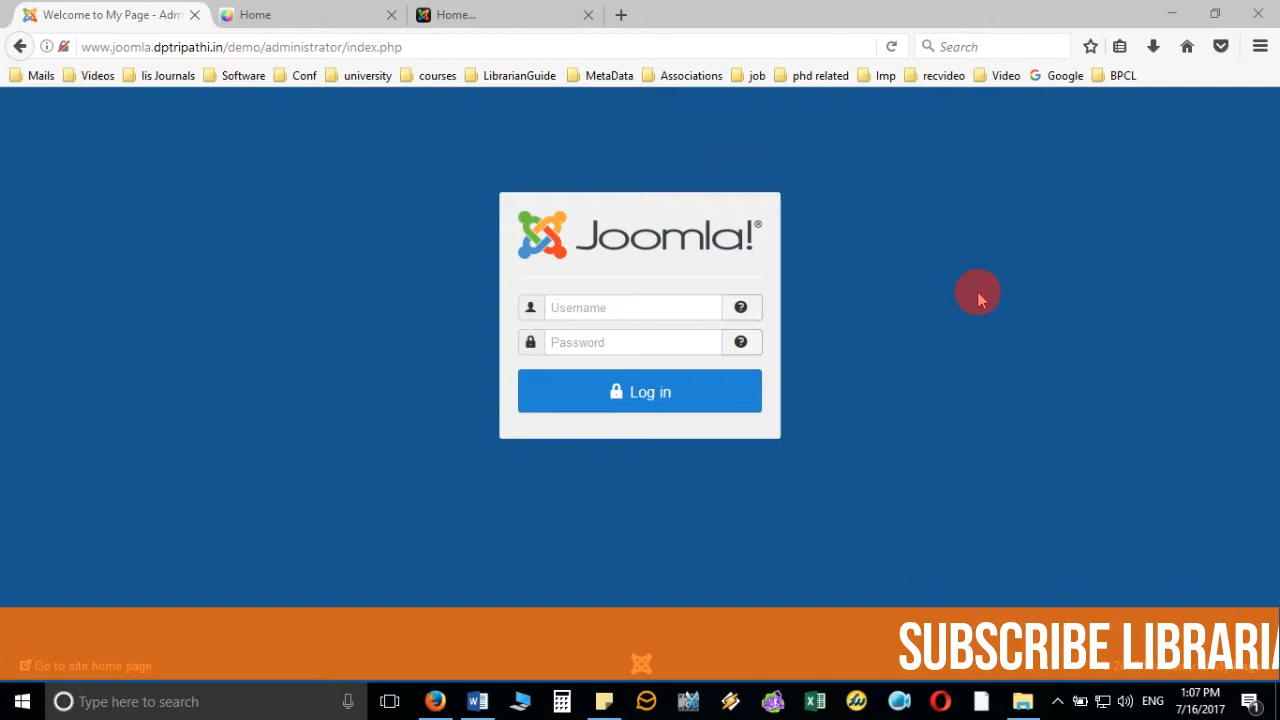 Welcome to My Page - Adm
Home
Home...
www.joomla.dptripathi.in/demo/administrator/index.php
Search
Mails
Videos
lis Journals
Software
Conf
university
courses
LibrarianGuide
MetaData
Associations
job
phd related
Imp
recvideo
Video
Google
BPCL
Joomla!®
Username
Password
Log in
SUBSCRIBE LIBRARIA
Go to site home page
Type here to search
ENG
1:07 PM
7/16/2017
1